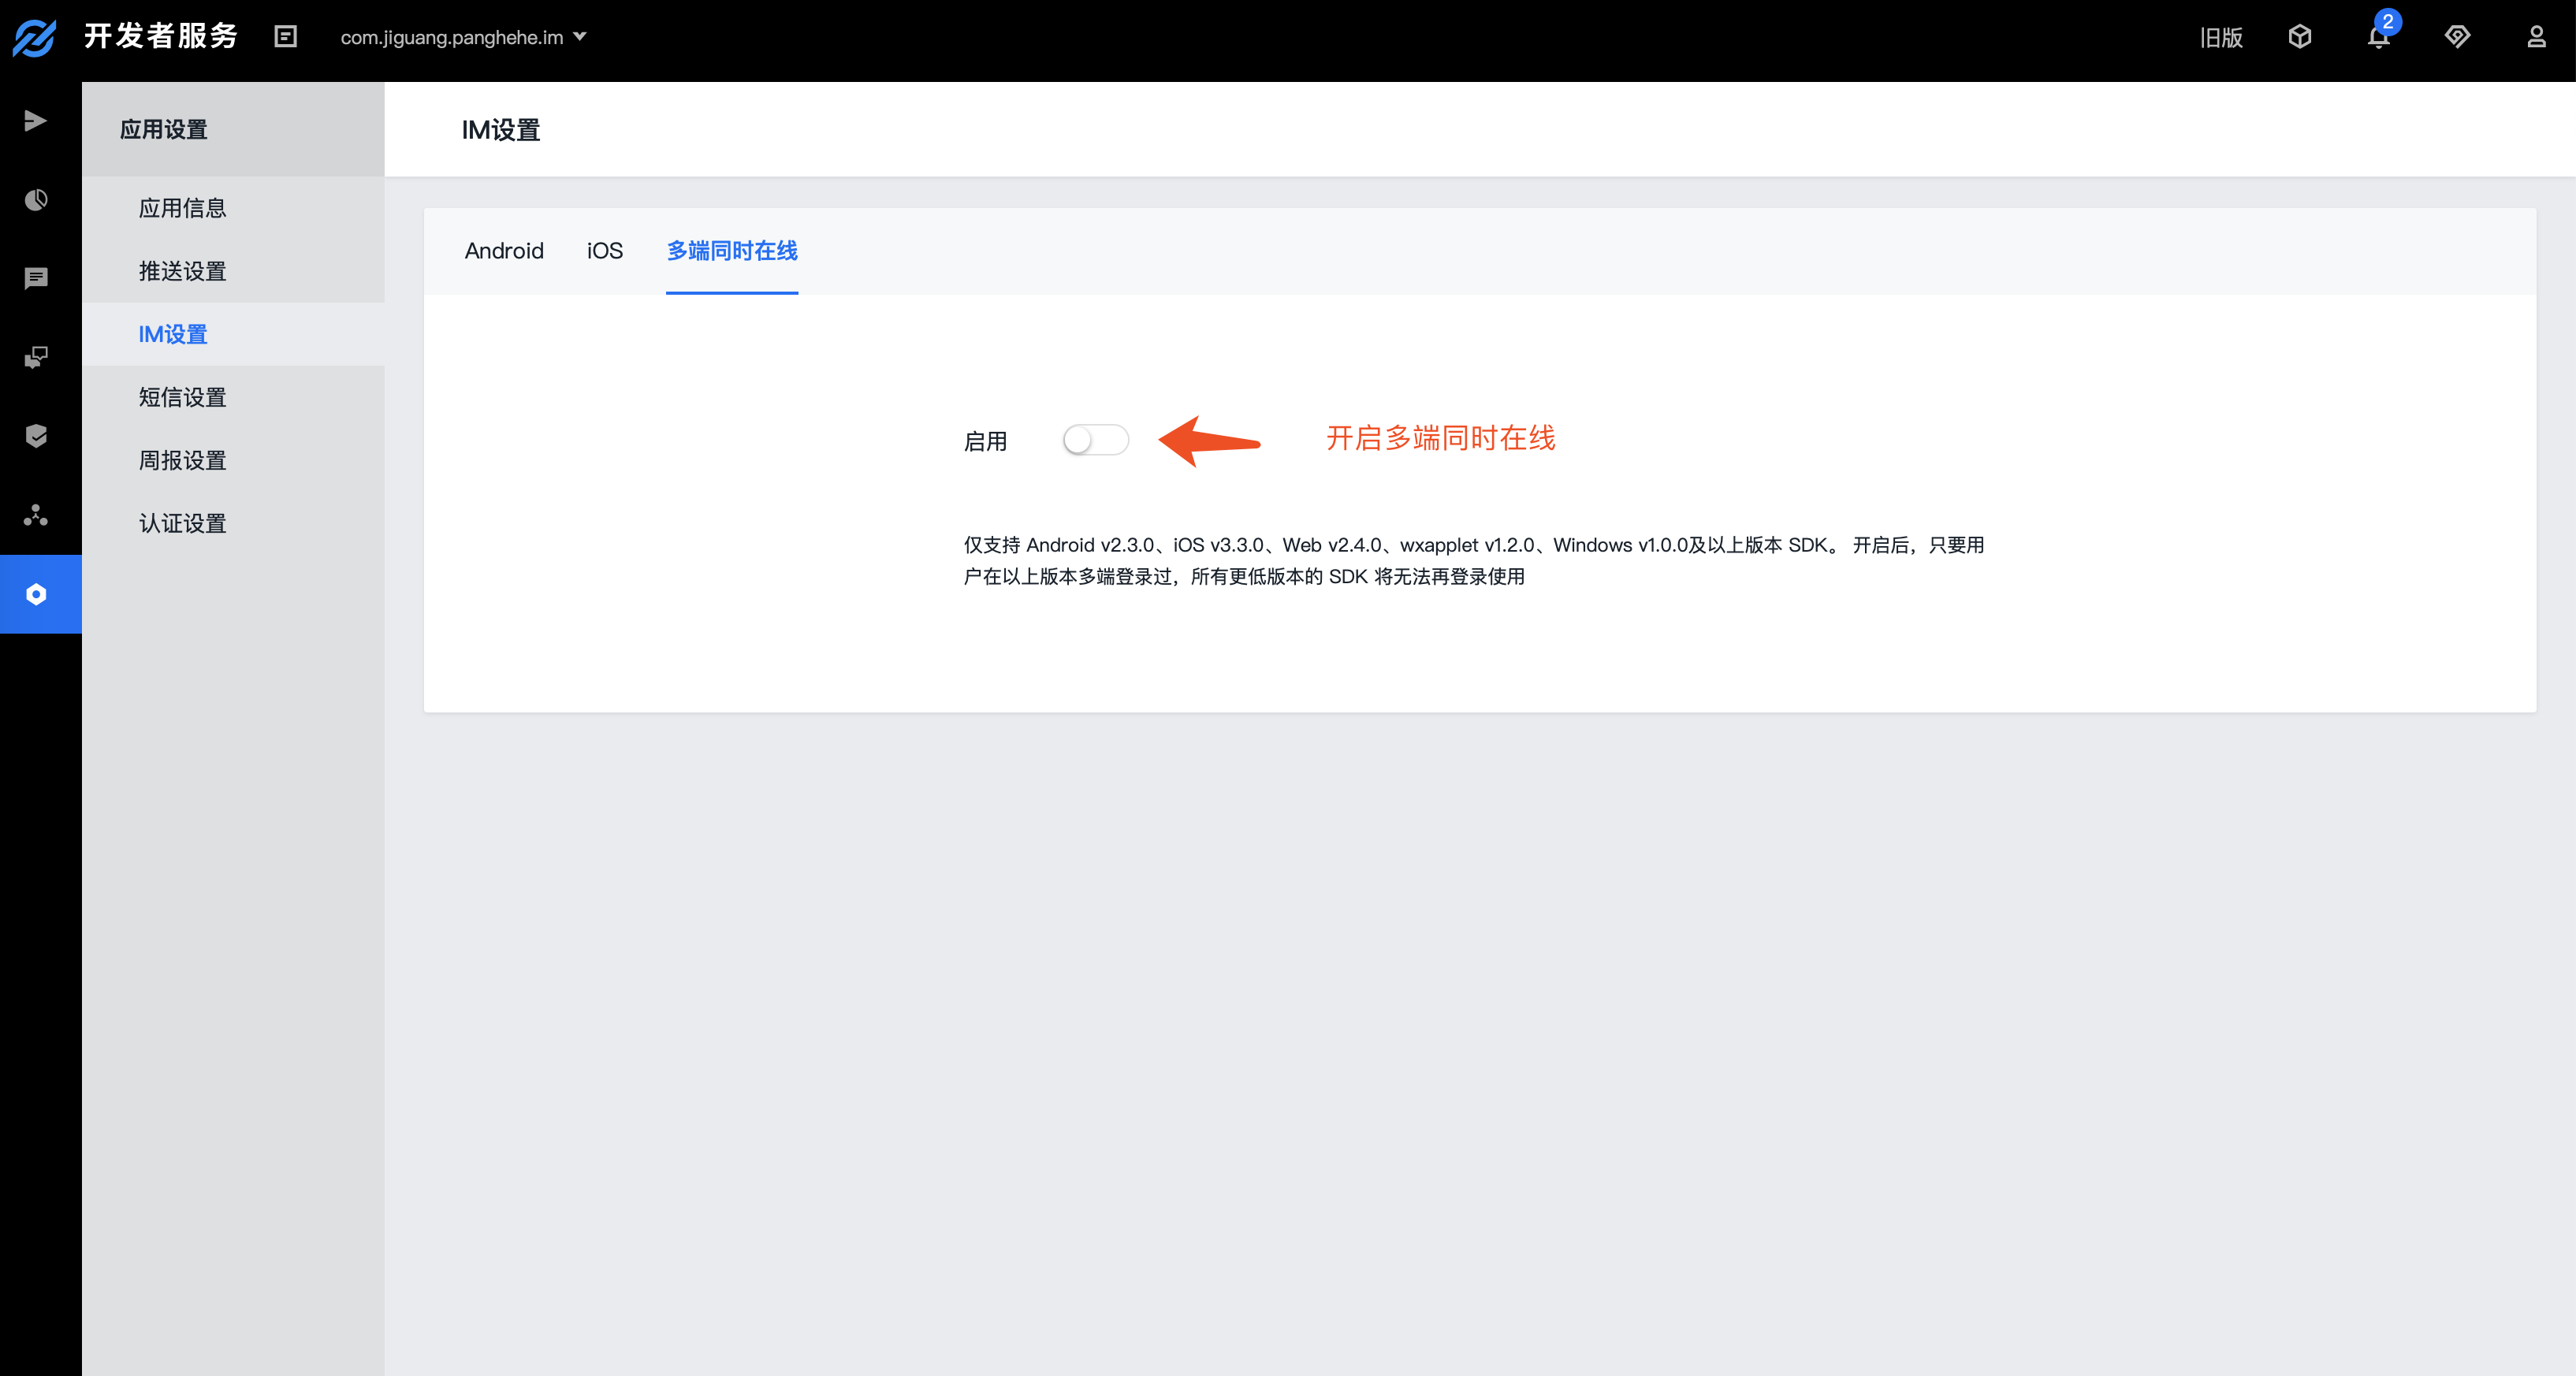 开发者服务
com.jiguang.panghehe.im
旧版
2
应用设置
应用信息
推送设置
IM设置
短信设置
周报设置
认证设置
IM设置
Android
iOS
多端同时在线
启用
开启多端同时在线
仅支持 Android v2.3.0、iOS v3.3.0、Web v2.4.0、wxapplet v1.2.0、Windows v1.0.0及以上版本 SDK。 开启后，只要用
户在以上版本多端登录过，所有更低版本的 SDK 将无法再登录使用